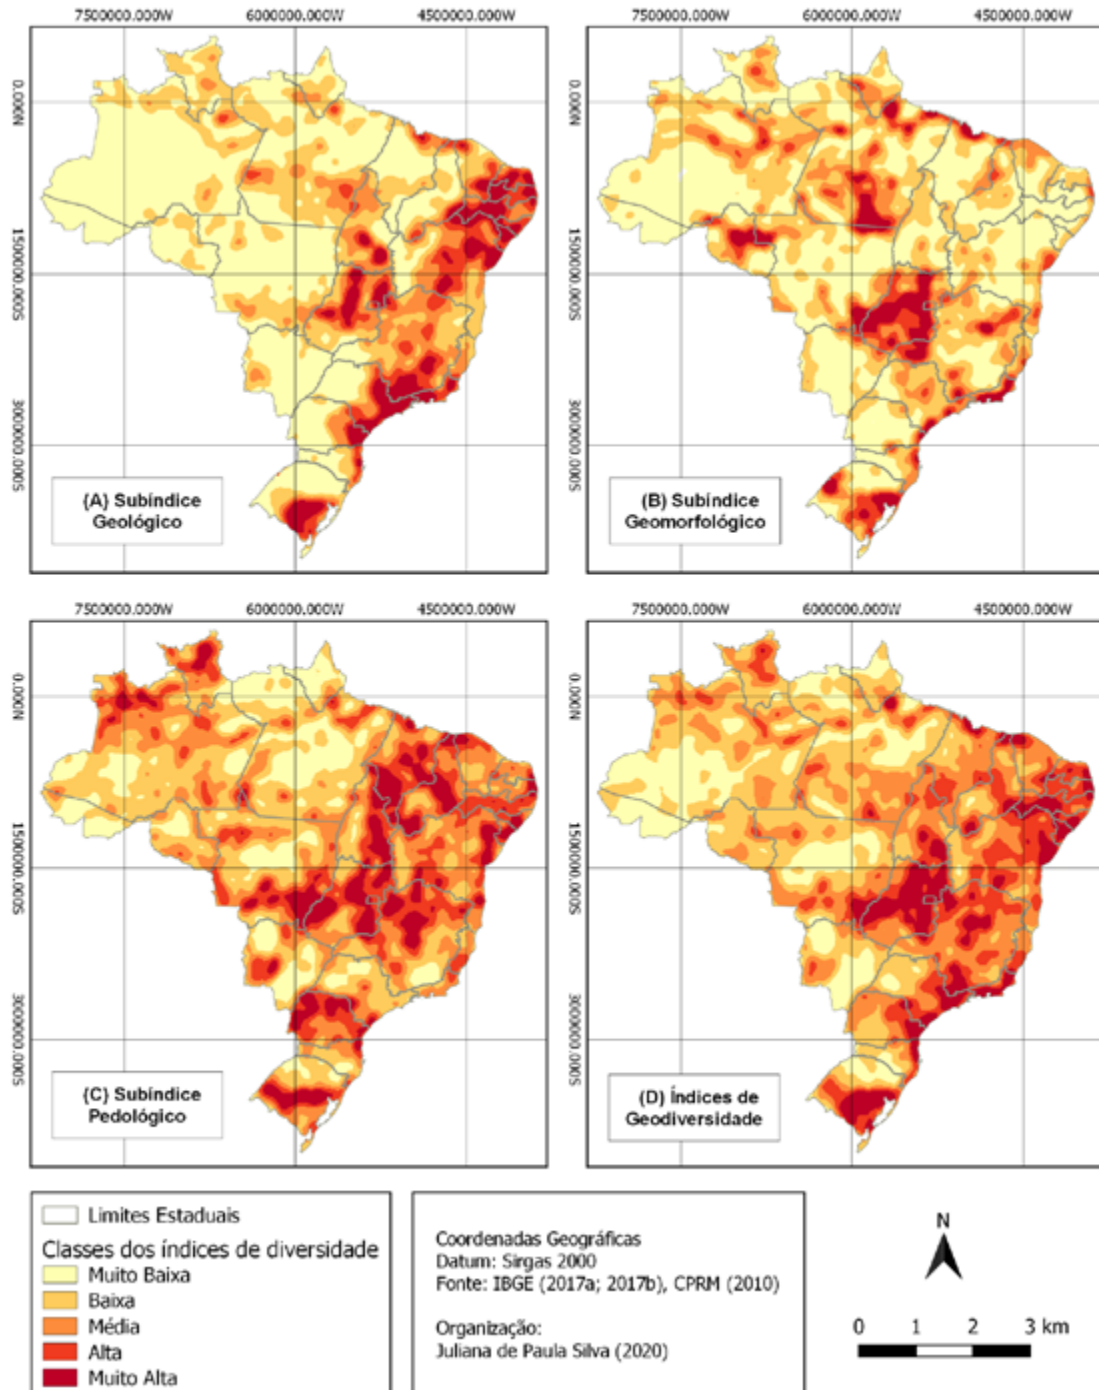 7500000.000W 6000000.000W 4500000.000W
7500000.000W 6000000.000W 4500000.000W
0.000N
1500000.000S
3000000.000S
0.000N
1500000.000S
3000000.000S
(A) Subíndice
Geológico
(B) Subíndice
Geomorfológico
7500000.000W 6000000.000W 4500000.000W
7500000.000W 6000000.000W 4500000.000W
0.000N
1500000.000S
3000000.000S
0.000N
1500000.000S
3000000.000S
(C) Subíndice
Pedológico
(D) Índices de
Geodiversidade
Limites Estaduais
Classes dos índices de diversidade
Muito Baixa
Baixa
Média
Alta
Muito Alta
Coordenadas Geográficas
Datum: Sirgas 2000
Fonte: IBGE (2017a; 2017b), CPRM (2010)
Organização:
Juliana de Paula Silva (2020)
N
0 1 2 3 km